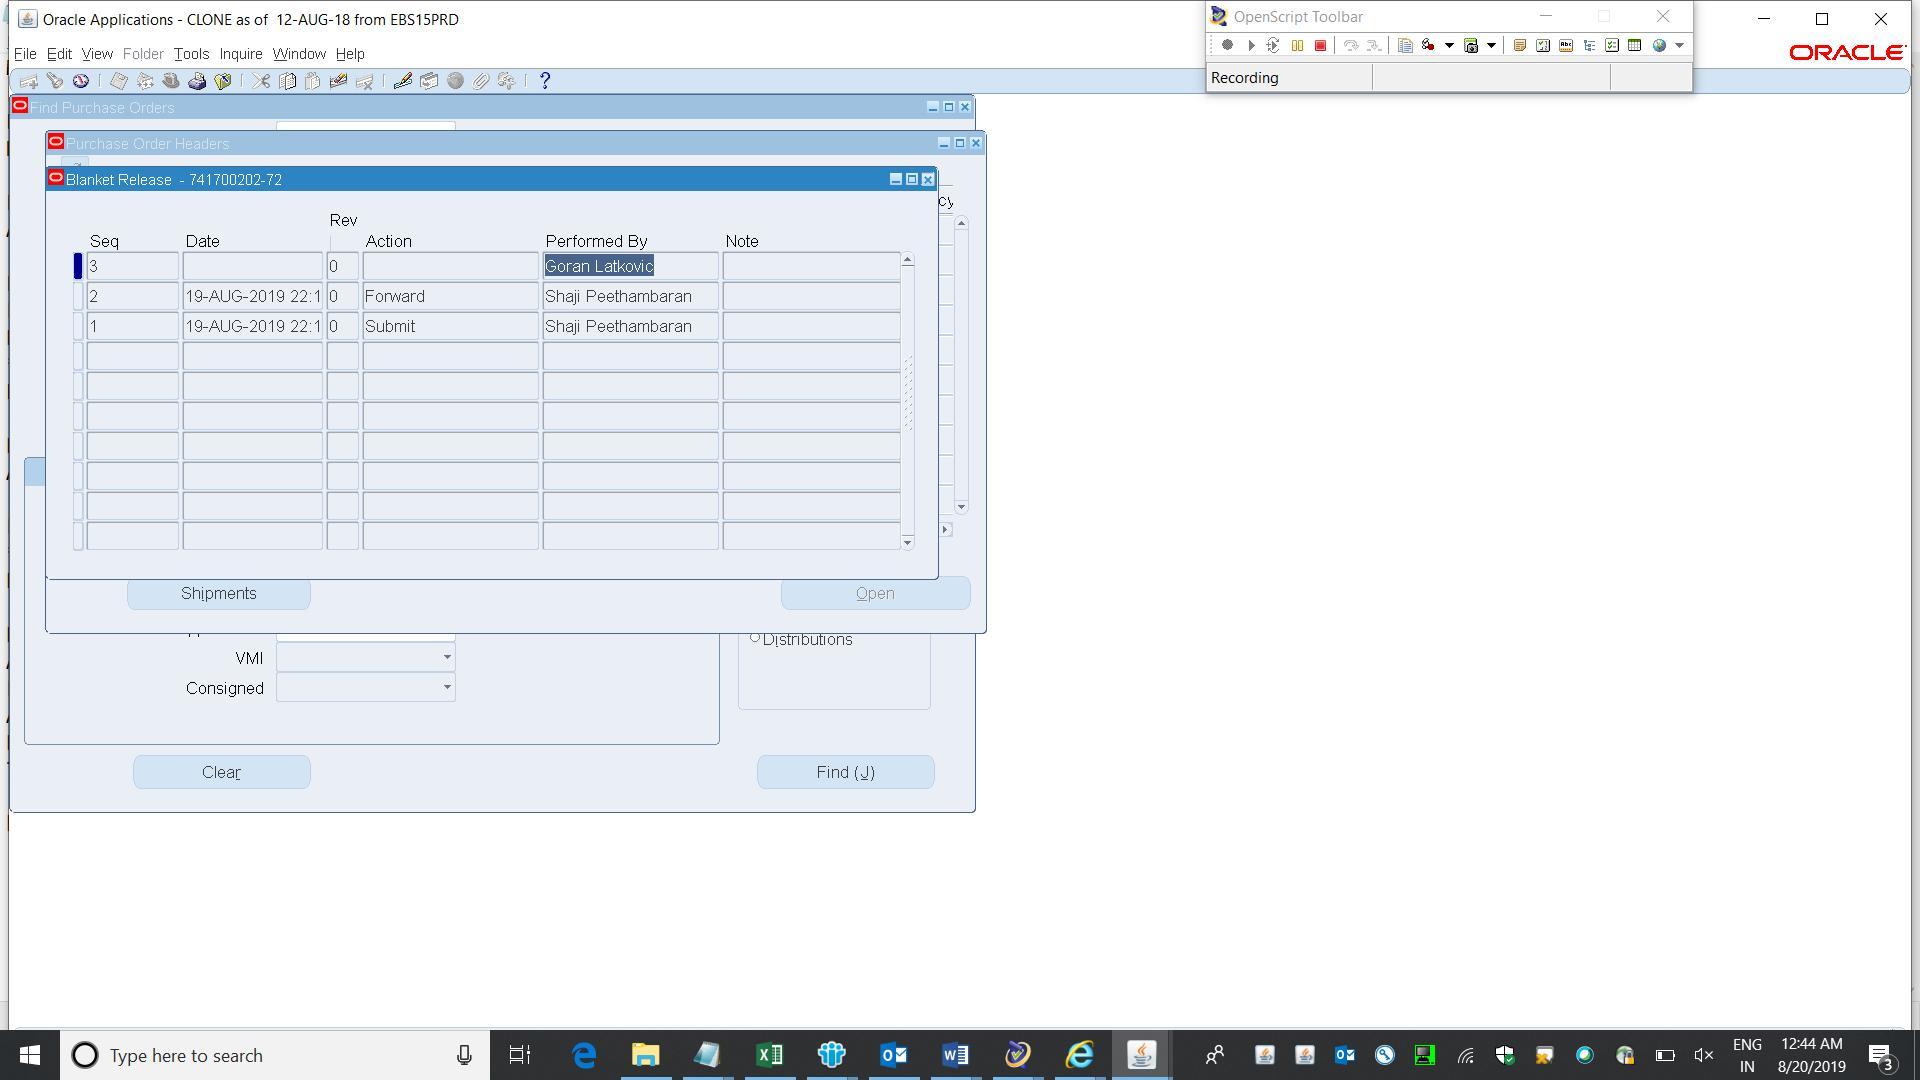 Oracle Applications - CLONE as of 12-AUG-18 from EBS15PRD
OpenScript Toolbar
File Edit View Folder Tools Inquire Window Help
ORACLE
Recording
Find Purchase Orders
Purchase Order Headers
Blanket Release - 741700202-72
cy
Rev
Seq Date Action Performed By Note
3 0 Goran Latkovic
2 19-AUG-2019 22:1 0 Forward Shaji Peethambaran
1 19-AUG-2019 22:1 0 Submit Shaji Peethambaran
Shipments Open
Distributions
VMI
Consigned
Clear Find (J)
Type here to search
ENG 12:44 AM
IN 8/20/2019 3